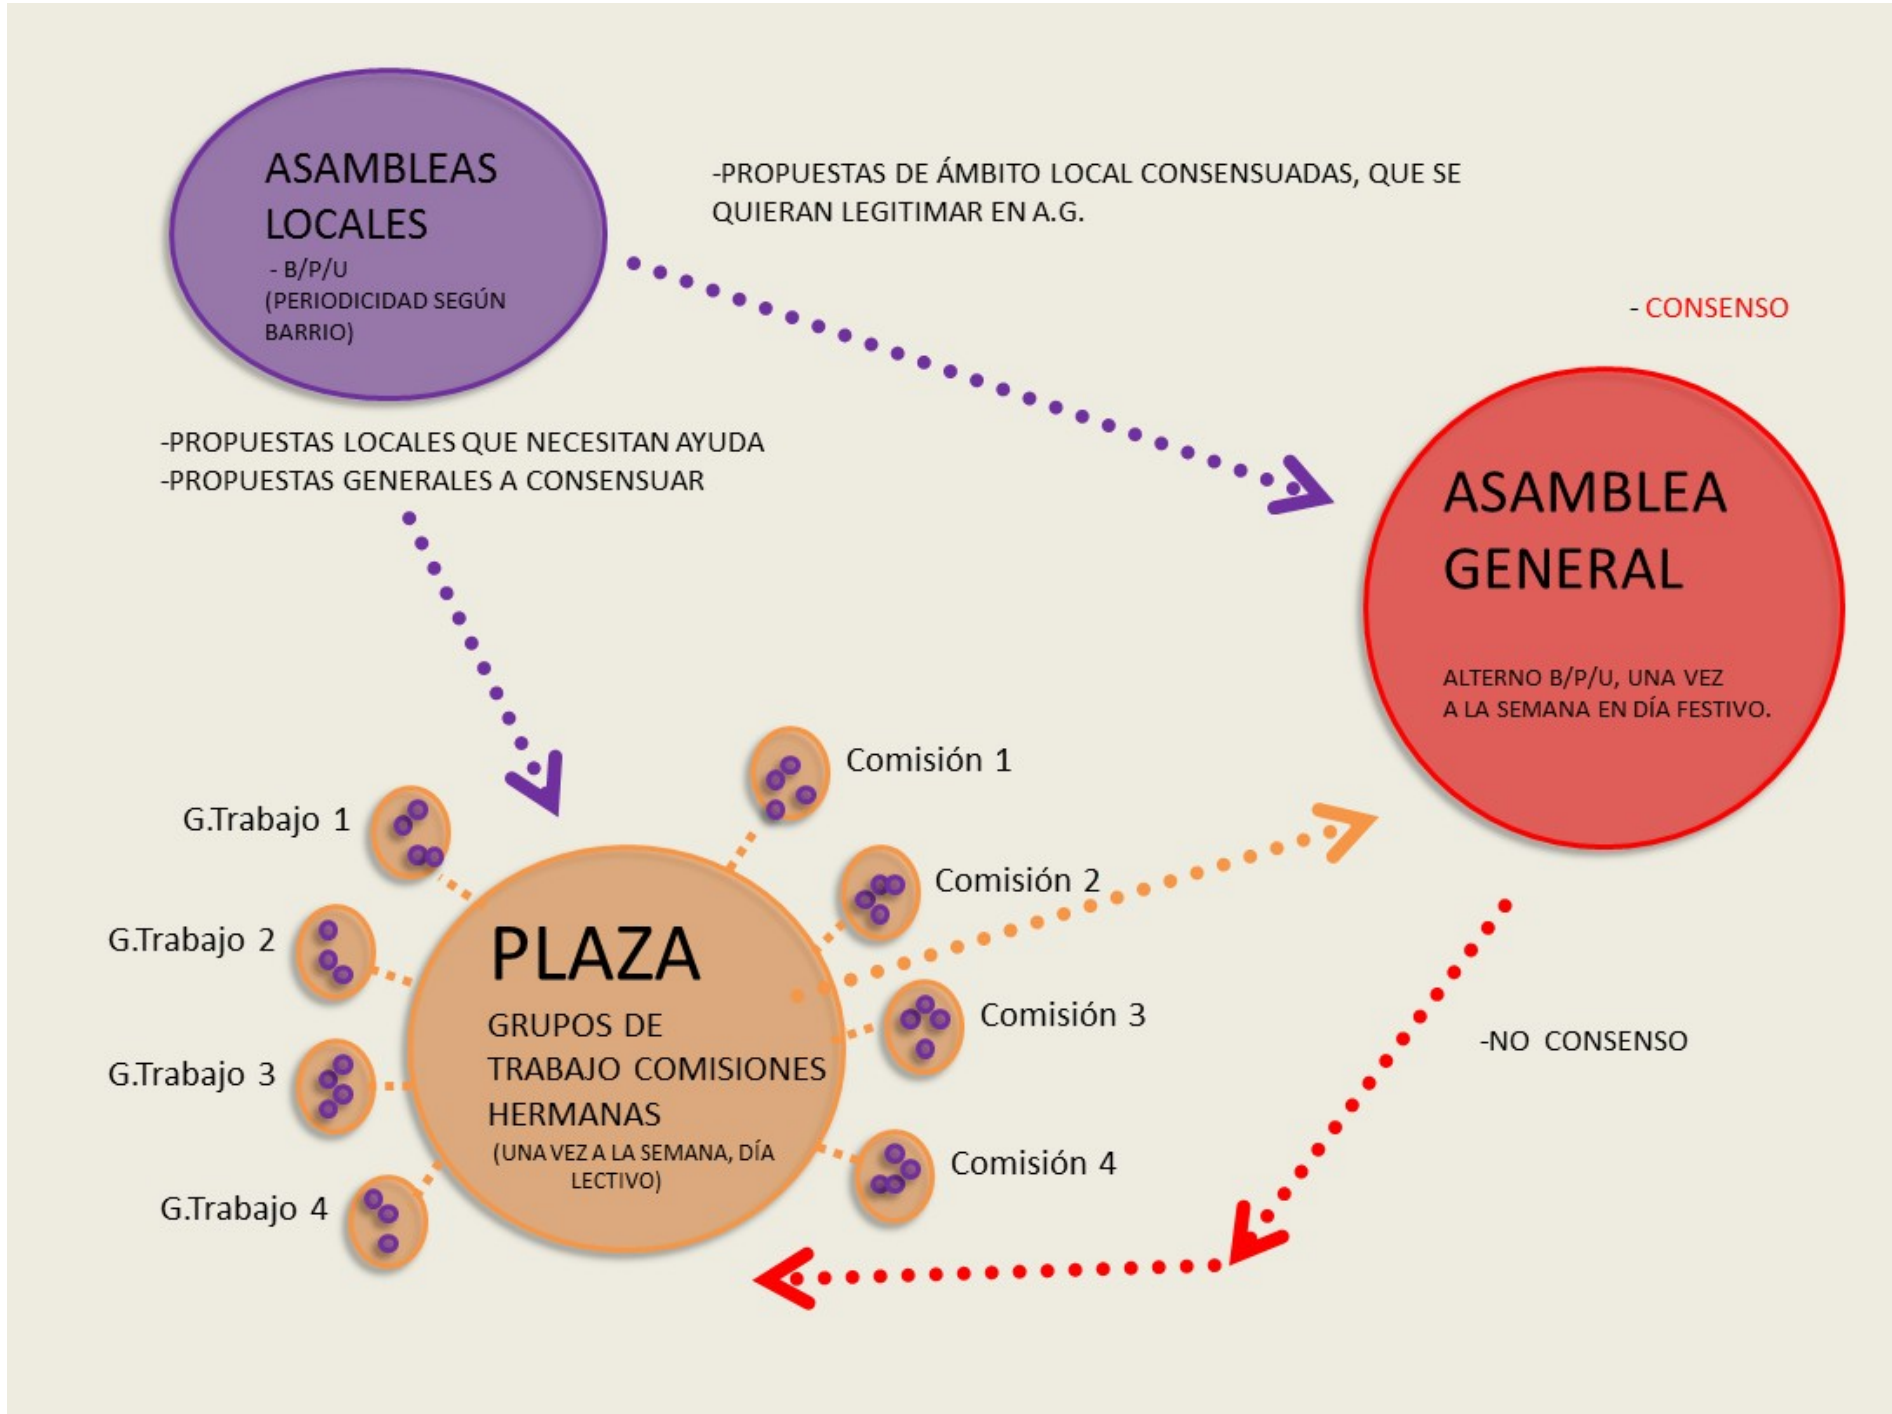 ASAMBLEAS
LOCALES
- B/P/U
(PERIODICIDAD SEGÚN
BARRIO)
-PROPUESTAS DE ÁMBITO LOCAL CONSENSUADAS, QUE SE
QUIERAN LEGITIMAR EN A.G.
- CONSENSO
-PROPUESTAS LOCALES QUE NECESITAN AYUDA
-PROPUESTAS GENERALES A CONSENSUAR
ASAMBLEA
GENERAL
ALTERNO B/P/U, UNA VEZ
A LA SEMANA EN DÍA FESTIVO.
Comisión 1
G.Trabajo 1
Comisión 2
G.Trabajo 2
PLAZA
GRUPOS DE
TRABAJO COMISIONES
HERMANAS
(UNA VEZ A LA SEMANA, DÍA
LECTIVO)
Comisión 3
-NO CONSENSO
G.Trabajo 3
Comisión 4
G.Trabajo 4